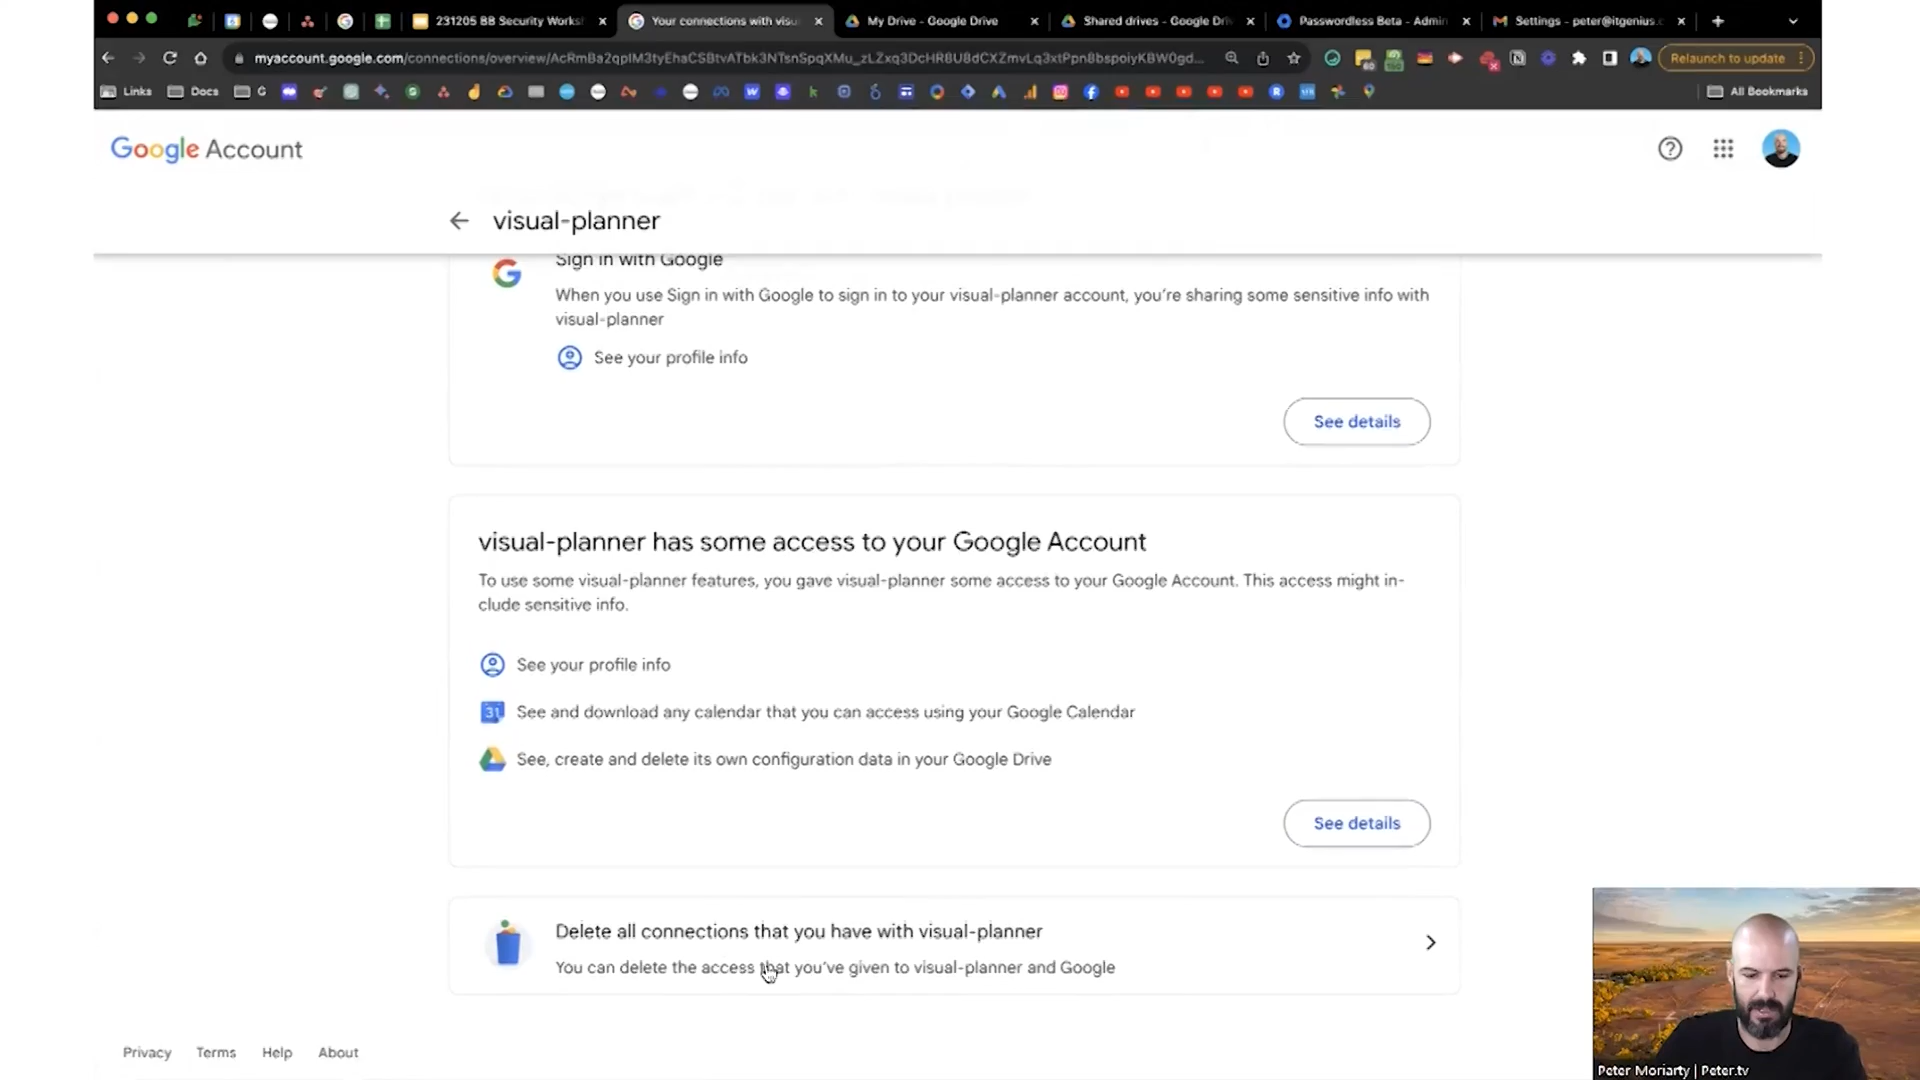 231205 BB Security Works
Your connections with visu
My Drive - Google Drive
Shared drives - Google Dri
Passwordless Beta - Admin
Settings - peter@itgenius.c
Relaunch to update
Links
Docs
G
All Bookmarks
Google Account
visual-planner
Sign in with Google
When you use Sign in with Google to sign in to your visual-planner account, you're sharing some sensitive info with
visual-planner
See your profile info
See details
visual-planner has some access to your Google Account
To use some visual-planner features, you gave visual-planner some access to your Google Account. This access might in-
clude sensitive info.
See your profile info
31 See and download any calendar that you can access using your Google Calendar
See, create and delete its own configuration data in your Google Drive
See details
Delete all connections that you have with visual-planner
You can delete the access that you've given to visual-planner and Google
Privacy
Terms
Help
About
Peter Moriarty | Peter.tv